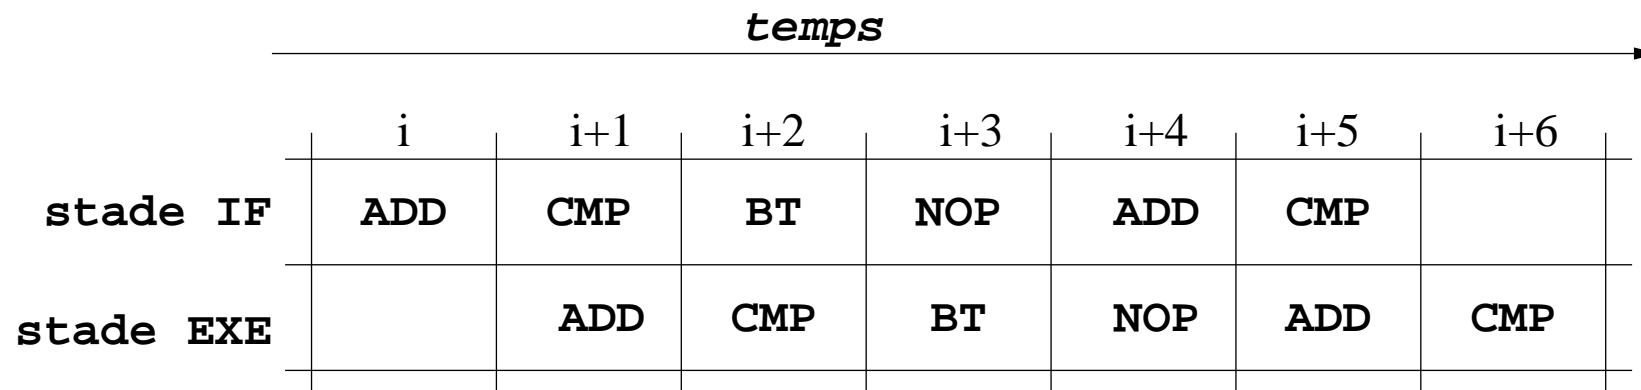 temps
i i+1 i+2 i+3 i+4 i+5 i+6
stade IF ADD CMP BT NOP ADD CMP
stade EXE ADD CMP BT NOP ADD CMP